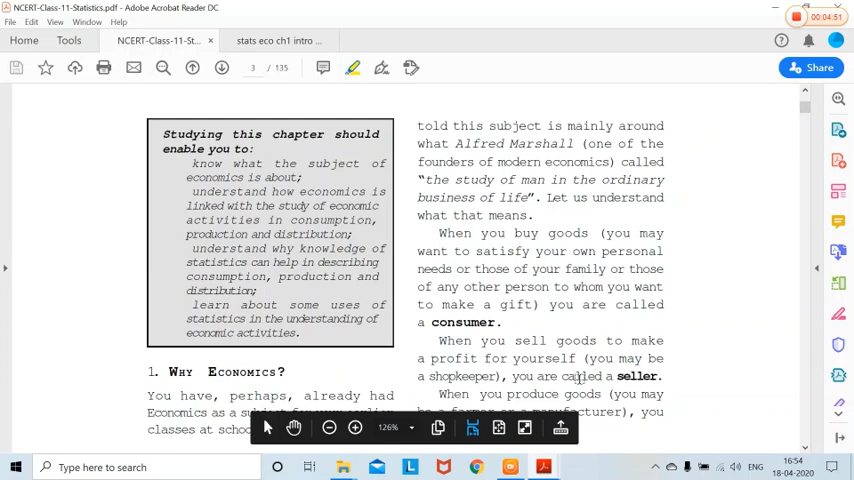 NCERT-Class-11-Statistics.pdf - Adobe Acrobat Reader DC
00:04:51
File Edit View Window Help
Home Tools NCERT-Class-11-St... × stats eco ch1 intro ...
3 / 135
Share
Studying this chapter should
enable you to:
know what the subject of
economics is about;
understand how economics is
linked with the study of economic
activities in consumption,
production and distribution;
understand why knowledge of
statistics can help in describing
consumption, production and
distribution;
learn about some uses of
statistics in the understanding of
economic activities.
1. WHY ECONOMICS?
You have, perhaps, already had
Economics as a subject for your earlier
classes at schoo
told this subject is mainly around
what Alfred Marshall (one of the
founders of modern economics) called
“the study of man in the ordinary
business of life”. Let us understand
what that means.
When you buy goods (you may
want to satisfy your own personal
needs or those of your family or those
of any other person to whom you want
to make a gift) you are called
a consumer.
When you sell goods to make
a profit for yourself (you may be
a shopkeeper), you are called a seller.
When you produce goods (you may
be a farmer or a manufacturer), you
126%
Type here to search
ENG
16:54
18-04-2020